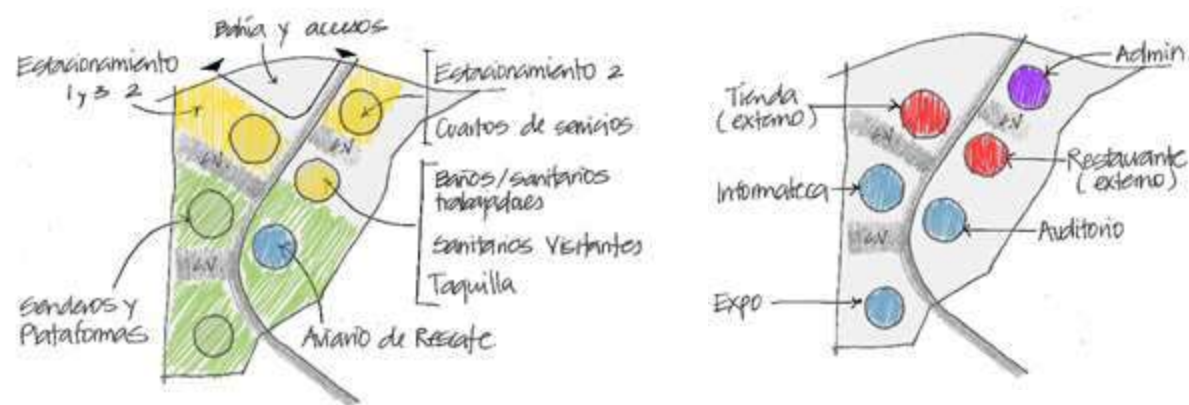 Bahía y accesos
Estacionamiento
1 y 3 2
Estacionamiento 2
Cuartos de servicios
Baños/sanitarios
trabajadores
Sanitarios Visitantes
Taquilla
Aviario de Rescate
Senderos y
Plataformas
Admin
Tienda
(externo)
Restaurante
(externo)
Informateca
Auditorio
Expo